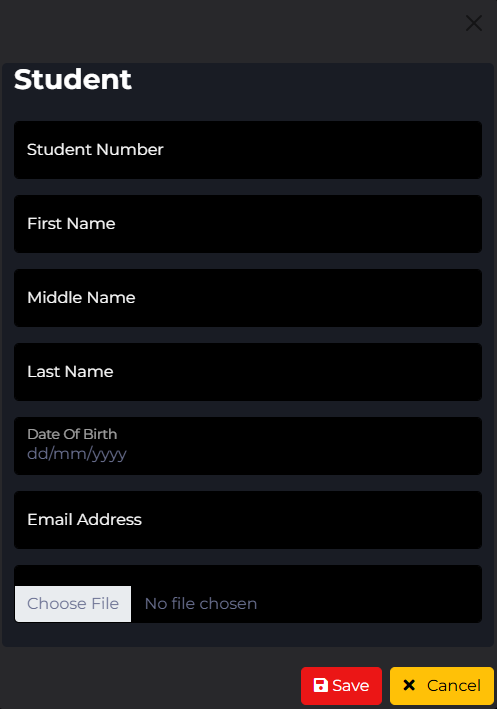 Student
Student Number
First Name
Middle Name
Last Name
Date Of Birth
dd/mm/yyyy
Email Address
Choose File No file chosen
Save Cancel